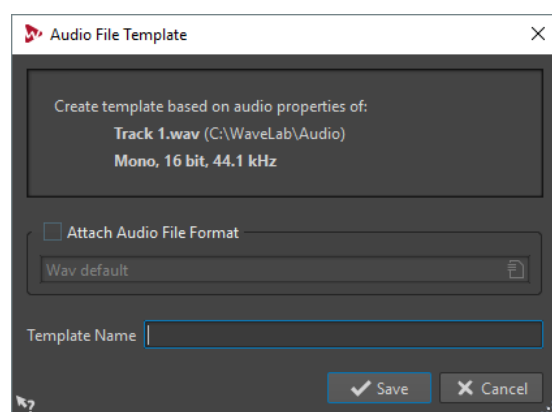 Audio File Template
Create template based on audio properties of:
Track 1.wav (C:\WaveLab\Audio)
Mono, 16 bit, 44.1 kHz
Attach Audio File Format
Wav default
Template Name
Save Cancel
?